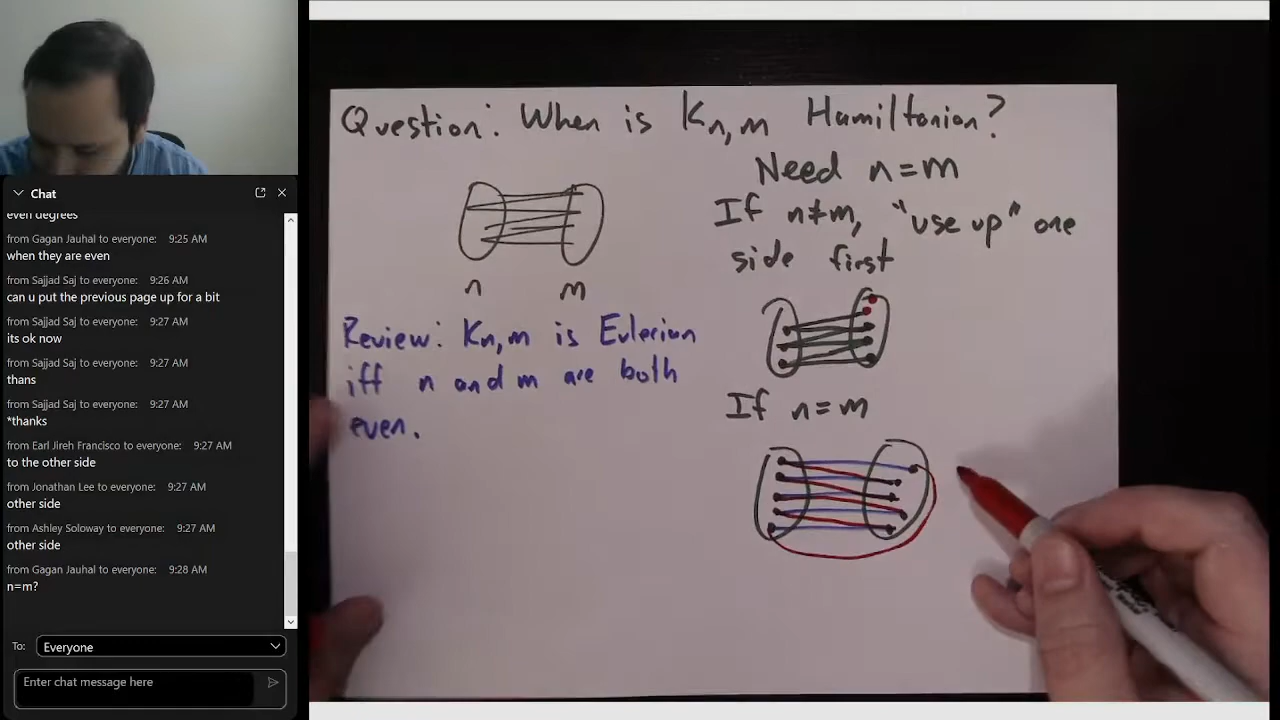 Chat
even degrees
from Gagan Jauhal to everyone: 9:25 AM
when they are even
from Sajjad Saj to everyone: 9:26 AM
can u put the previous page up for a bit
from Sajjad Saj to everyone: 9:27 AM
its ok now
from Sajjad Saj to everyone: 9:27 AM
thans
from Sajjad Saj to everyone: 9:27 AM
*thanks
from Earl Jireh Francisco to everyone: 9:27 AM
to the other side
from Jonathan Lee to everyone: 9:27 AM
other side
from Ashley Soloway to everyone: 9:27 AM
other side
from Gagan Jauhal to everyone: 9:28 AM
n=m?
To: Everyone
Enter chat message here
Question: When is Kn,m Hamiltonian?
n m
Review: Kn,m is Eulerian
iff n and m are both
even.
Need n=m
If n≠m, "use up" one
side first
If n=m